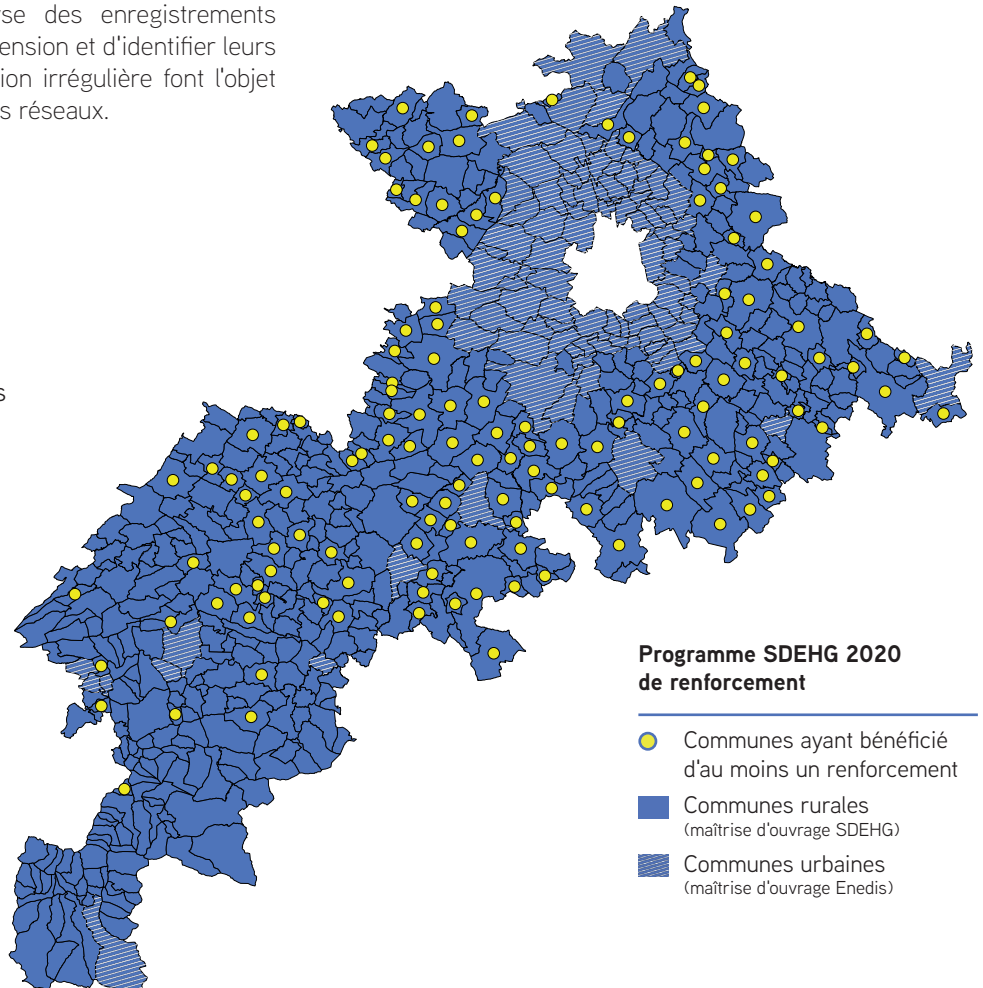 se des enregistrements
ension et d'identifier leurs
ion irrégulière font l'objet
s réseaux.
s
Programme SDEHG 2020
de renforcement
Communes ayant bénéficié
d'au moins un renforcement
Communes rurales
(maîtrise d'ouvrage SDEHG)
Communes urbaines
(maîtrise d'ouvrage Enedis)